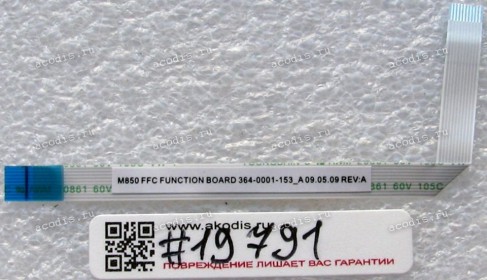 M850 FFC FUNCTION BOARD 364-0001-153_A 09.05.09 REV:A
0861 60V
861 60V 105C
www.akodis.ru
#19791
ПОВРЕЖДЕНИЕ ЛИШАЕТ ВАС ГАРАНТИИ